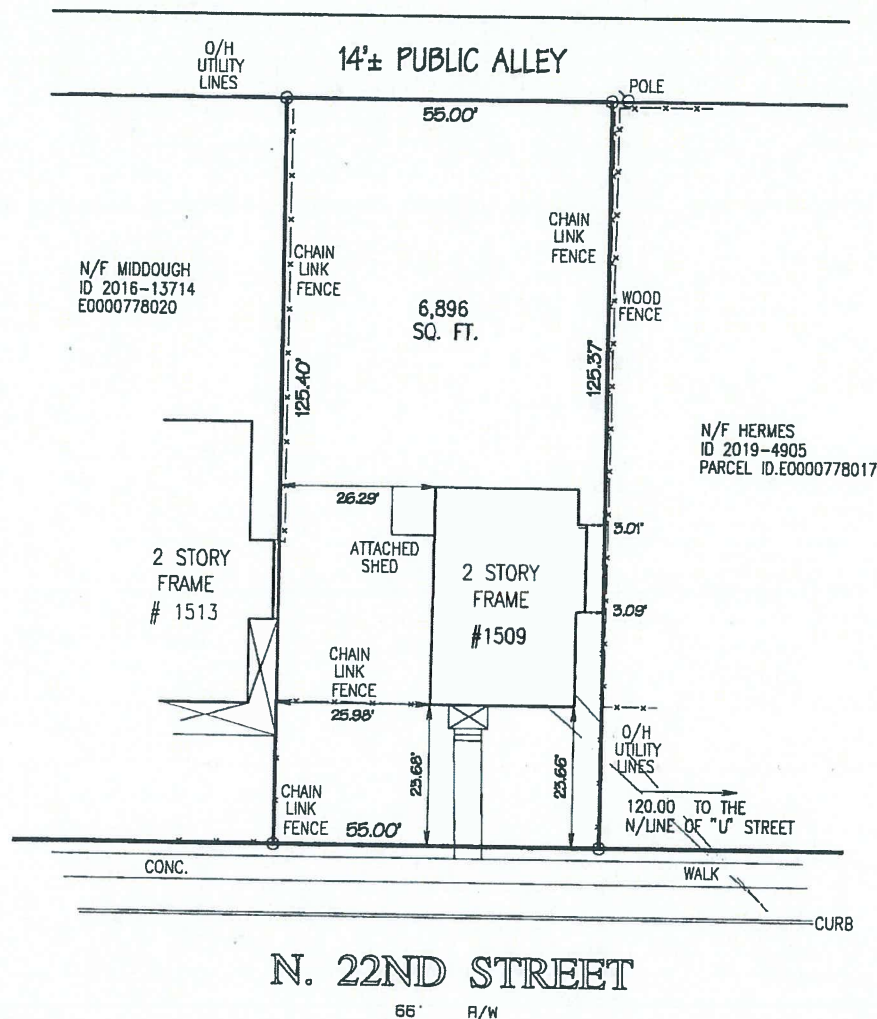 O/H
UTILITY
LINES
14'± PUBLIC ALLEY
POLE
55.00'
CHAIN
LINK
FENCE
N/F MIDDOUGH
ID 2016-13714
E0000778020
CHAIN
LINK
FENCE
WOOD
FENCE
6,896
SQ. FT.
125.40'
125.37'
N/F HERMES
ID 2019-4905
PARCEL ID.E0000778017
26.29'
ATTACHED
SHED
3.01'
2 STORY
FRAME
# 1513
2 STORY
FRAME
#1509
3.09'
CHAIN
LINK
FENCE
25.98'
23.68'
23.66'
O/H
UTILITY
LINES
CHAIN
LINK
FENCE
55.00'
120.00 TO THE
N/LINE OF "U" STREET
CONC.
WALK
CURB
N. 22ND STREET
66' R/W